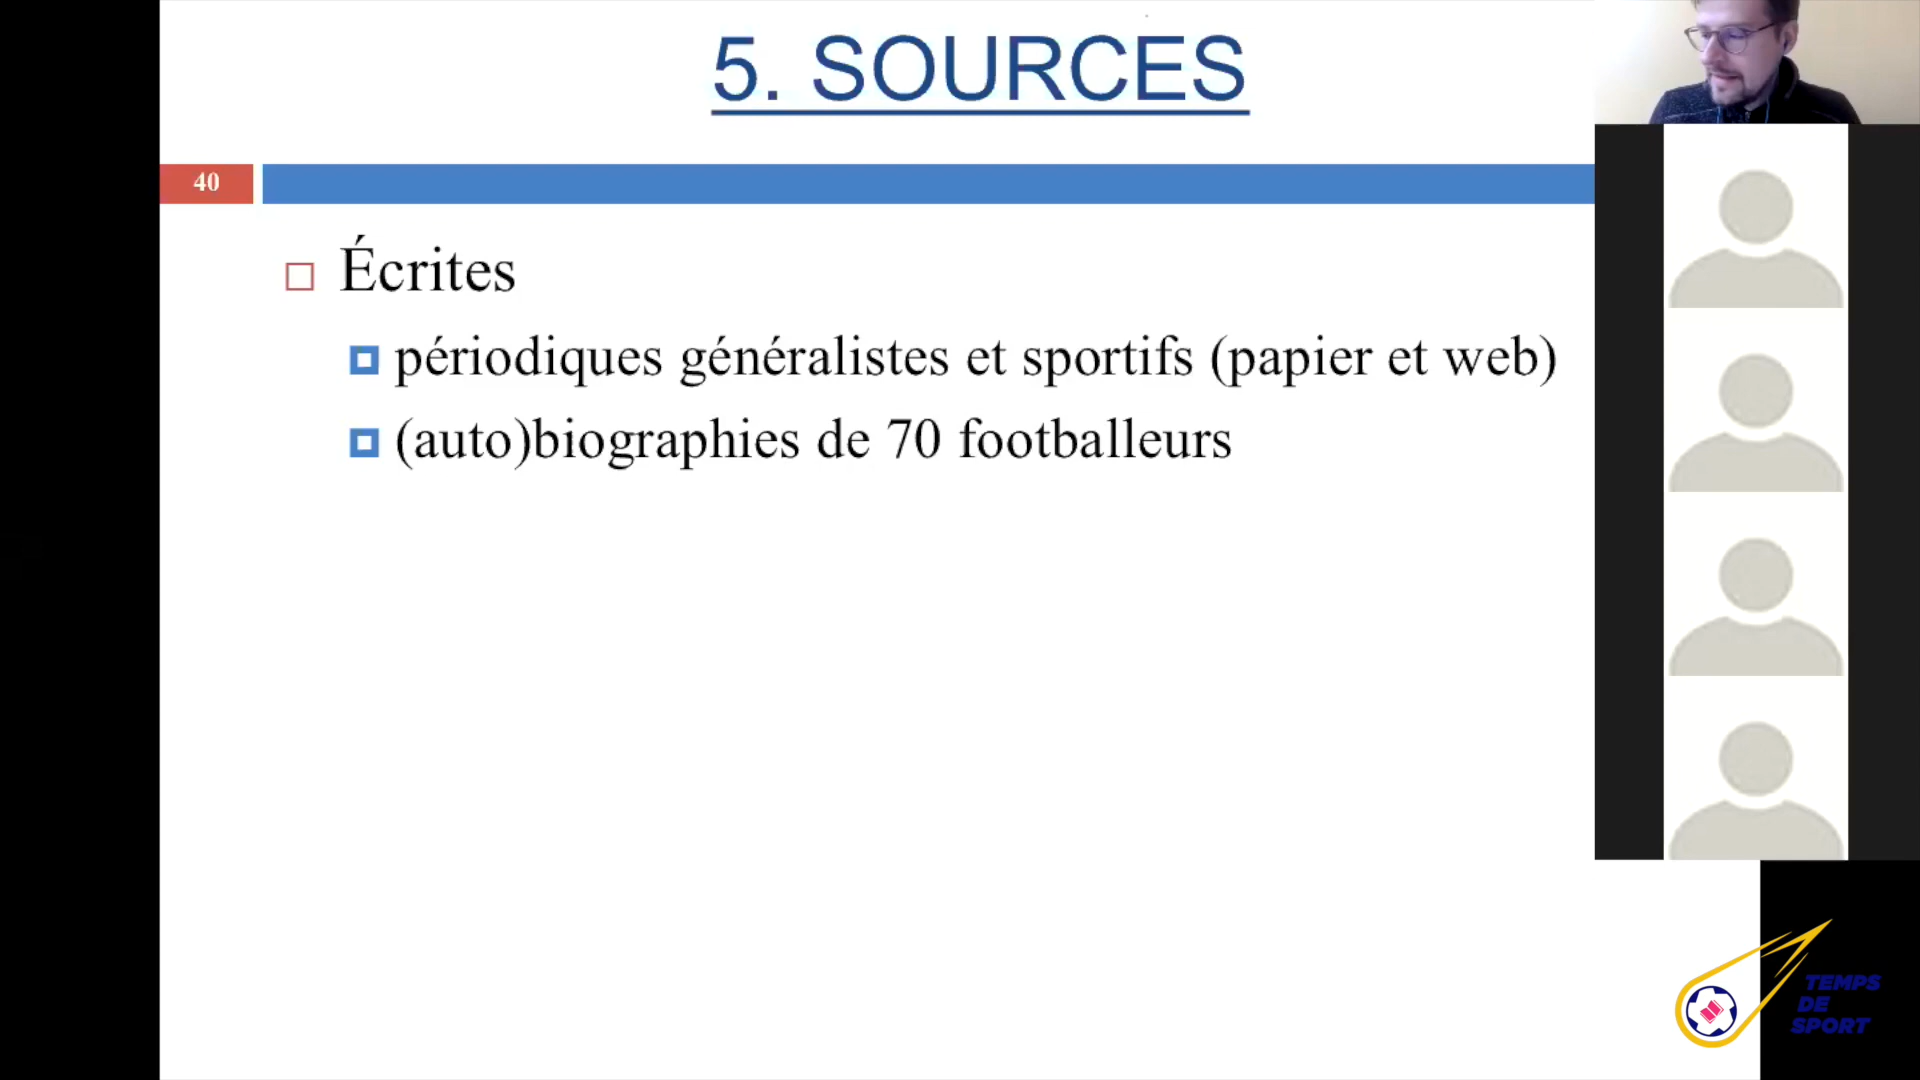 5. SOURCES
40
Écrites
périodiques généralistes et sportifs (papier et web)
(auto)biographies de 70 footballeurs
TEMPS
DE
SPORT